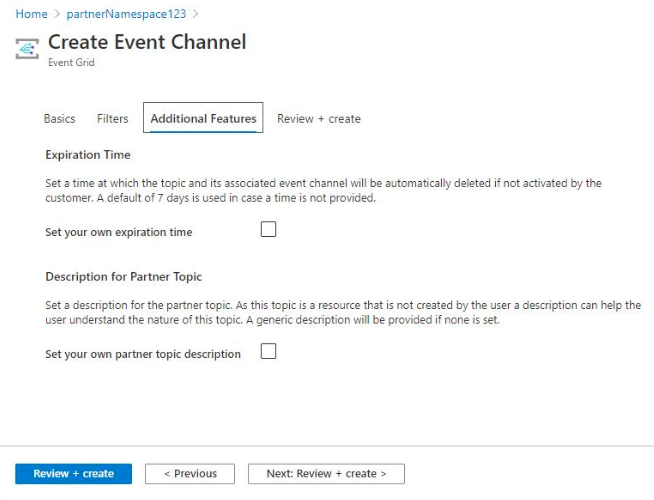 Home > partnerNamespace123 >
Create Event Channel
Event Grid
Basics Filters Additional Features Review + create
Expiration Time
Set a time at which the topic and its associated event channel will be automatically deleted if not activated by the
customer. A default of 7 days is used in case a time is not provided.
Set your own expiration time
Description for Partner Topic
Set a description for the partner topic. As this topic is a resource that is not created by the user a description can help the
user understand the nature of this topic. A generic description will be provided if none is set.
Set your own partner topic description
Review + create < Previous Next: Review + create >